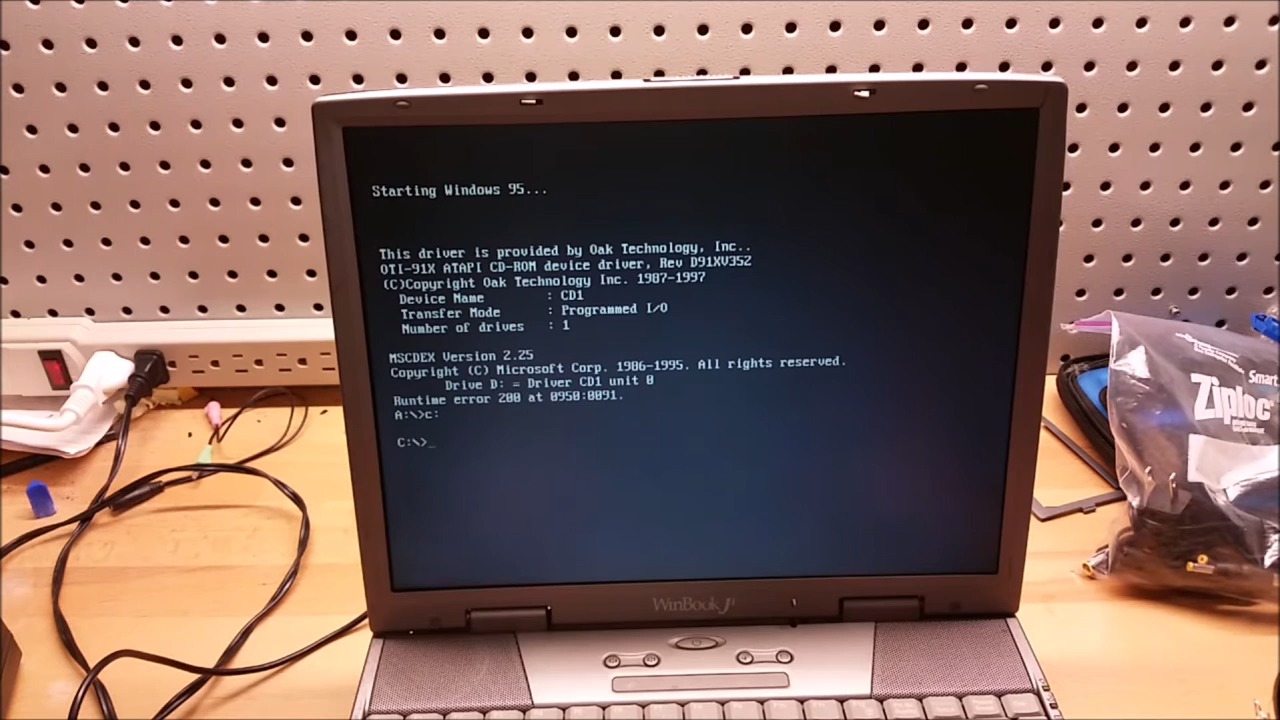 Starting Windows 95...
This driver is provided by Oak Technology, Inc..
OTI-91X ATAPI CD-ROM device driver, Rev D91XV352
(C)Copyright Oak Technology Inc. 1987-1997
Device Name : CD1
Transfer Mode : Programmed I/O
Number of drives : 1
MSCDEX Version 2.25
Copyright (C) Microsoft Corp. 1986-1995. All rights reserved.
Drive D: = Driver CD1 unit 0
Runtime error 200 at 0950:0091.
A:\>c:
C:\>_
WinBook J4
Ziploc
Smart